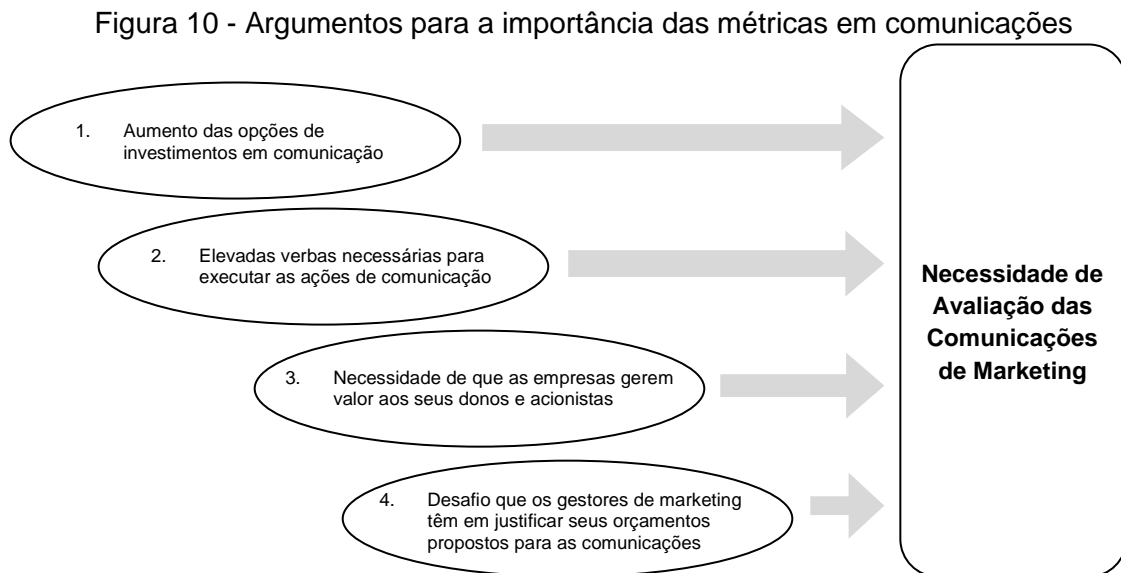 Figura 10 - Argumentos para a importância das métricas em comunicações
1. Aumento das opções de
investimentos em comunicação
2. Elevadas verbas necessárias para
executar as ações de comunicação
3. Necessidade de que as empresas gerem
valor aos seus donos e acionistas
4. Desafio que os gestores de marketing
têm em justificar seus orçamentos
propostos para as comunicações
Necessidade de
Avaliação das
Comunicações
de Marketing